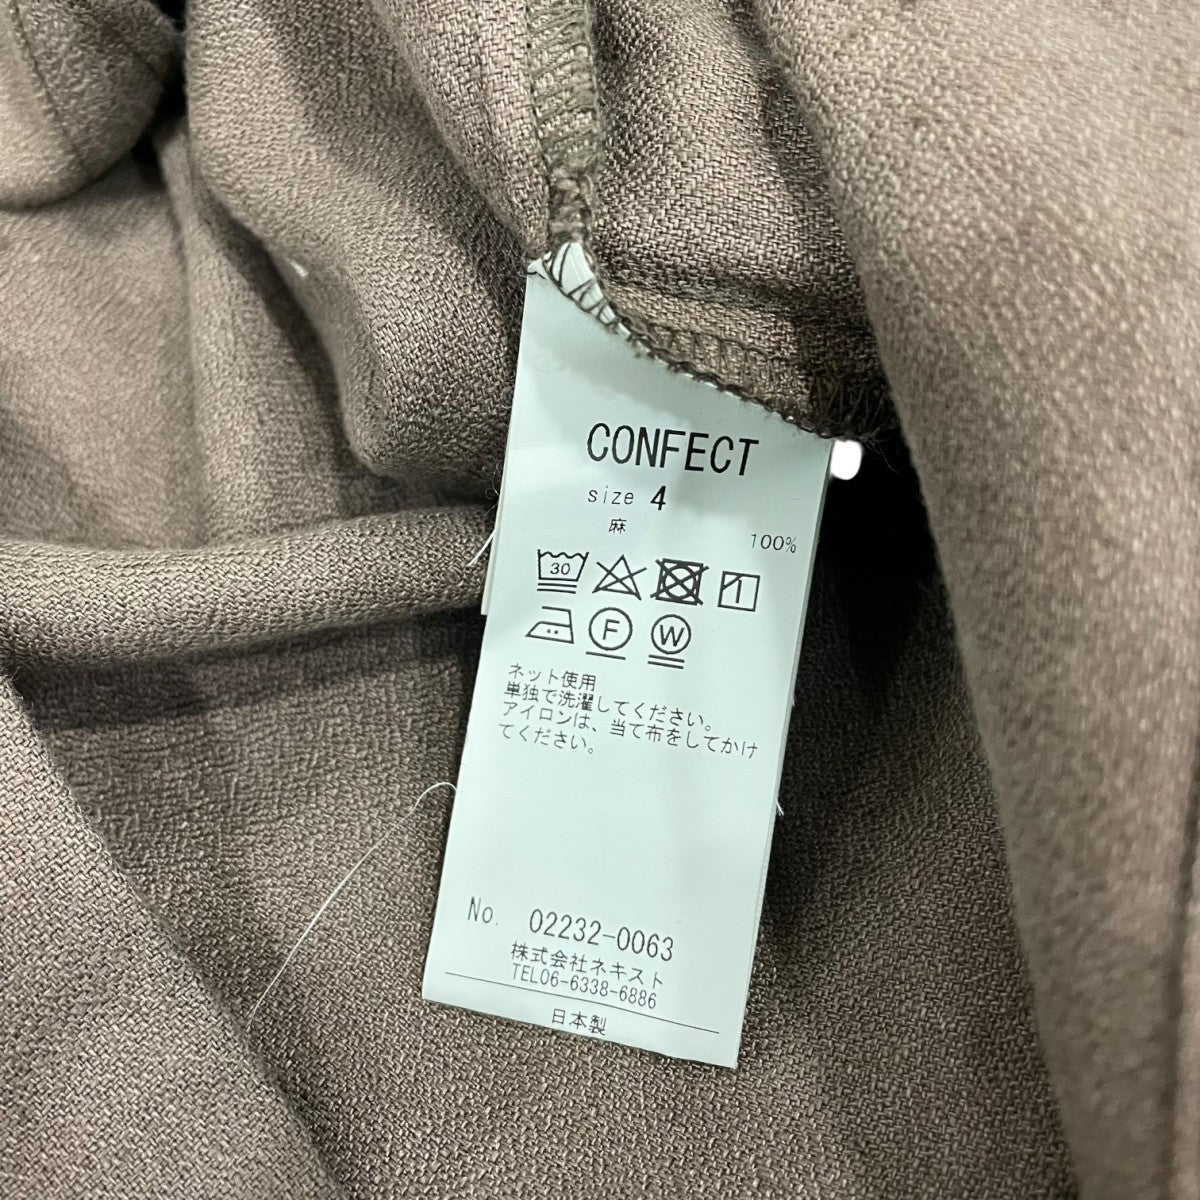 CONFECT
size 4
麻
100%
30
F W
ネット使用
単独で洗濯してください。
アイロンは、当て布をしてかけ
てください。
No. 02232-0063
株式会社ネキスト
TEL06-6338-6886
日本製